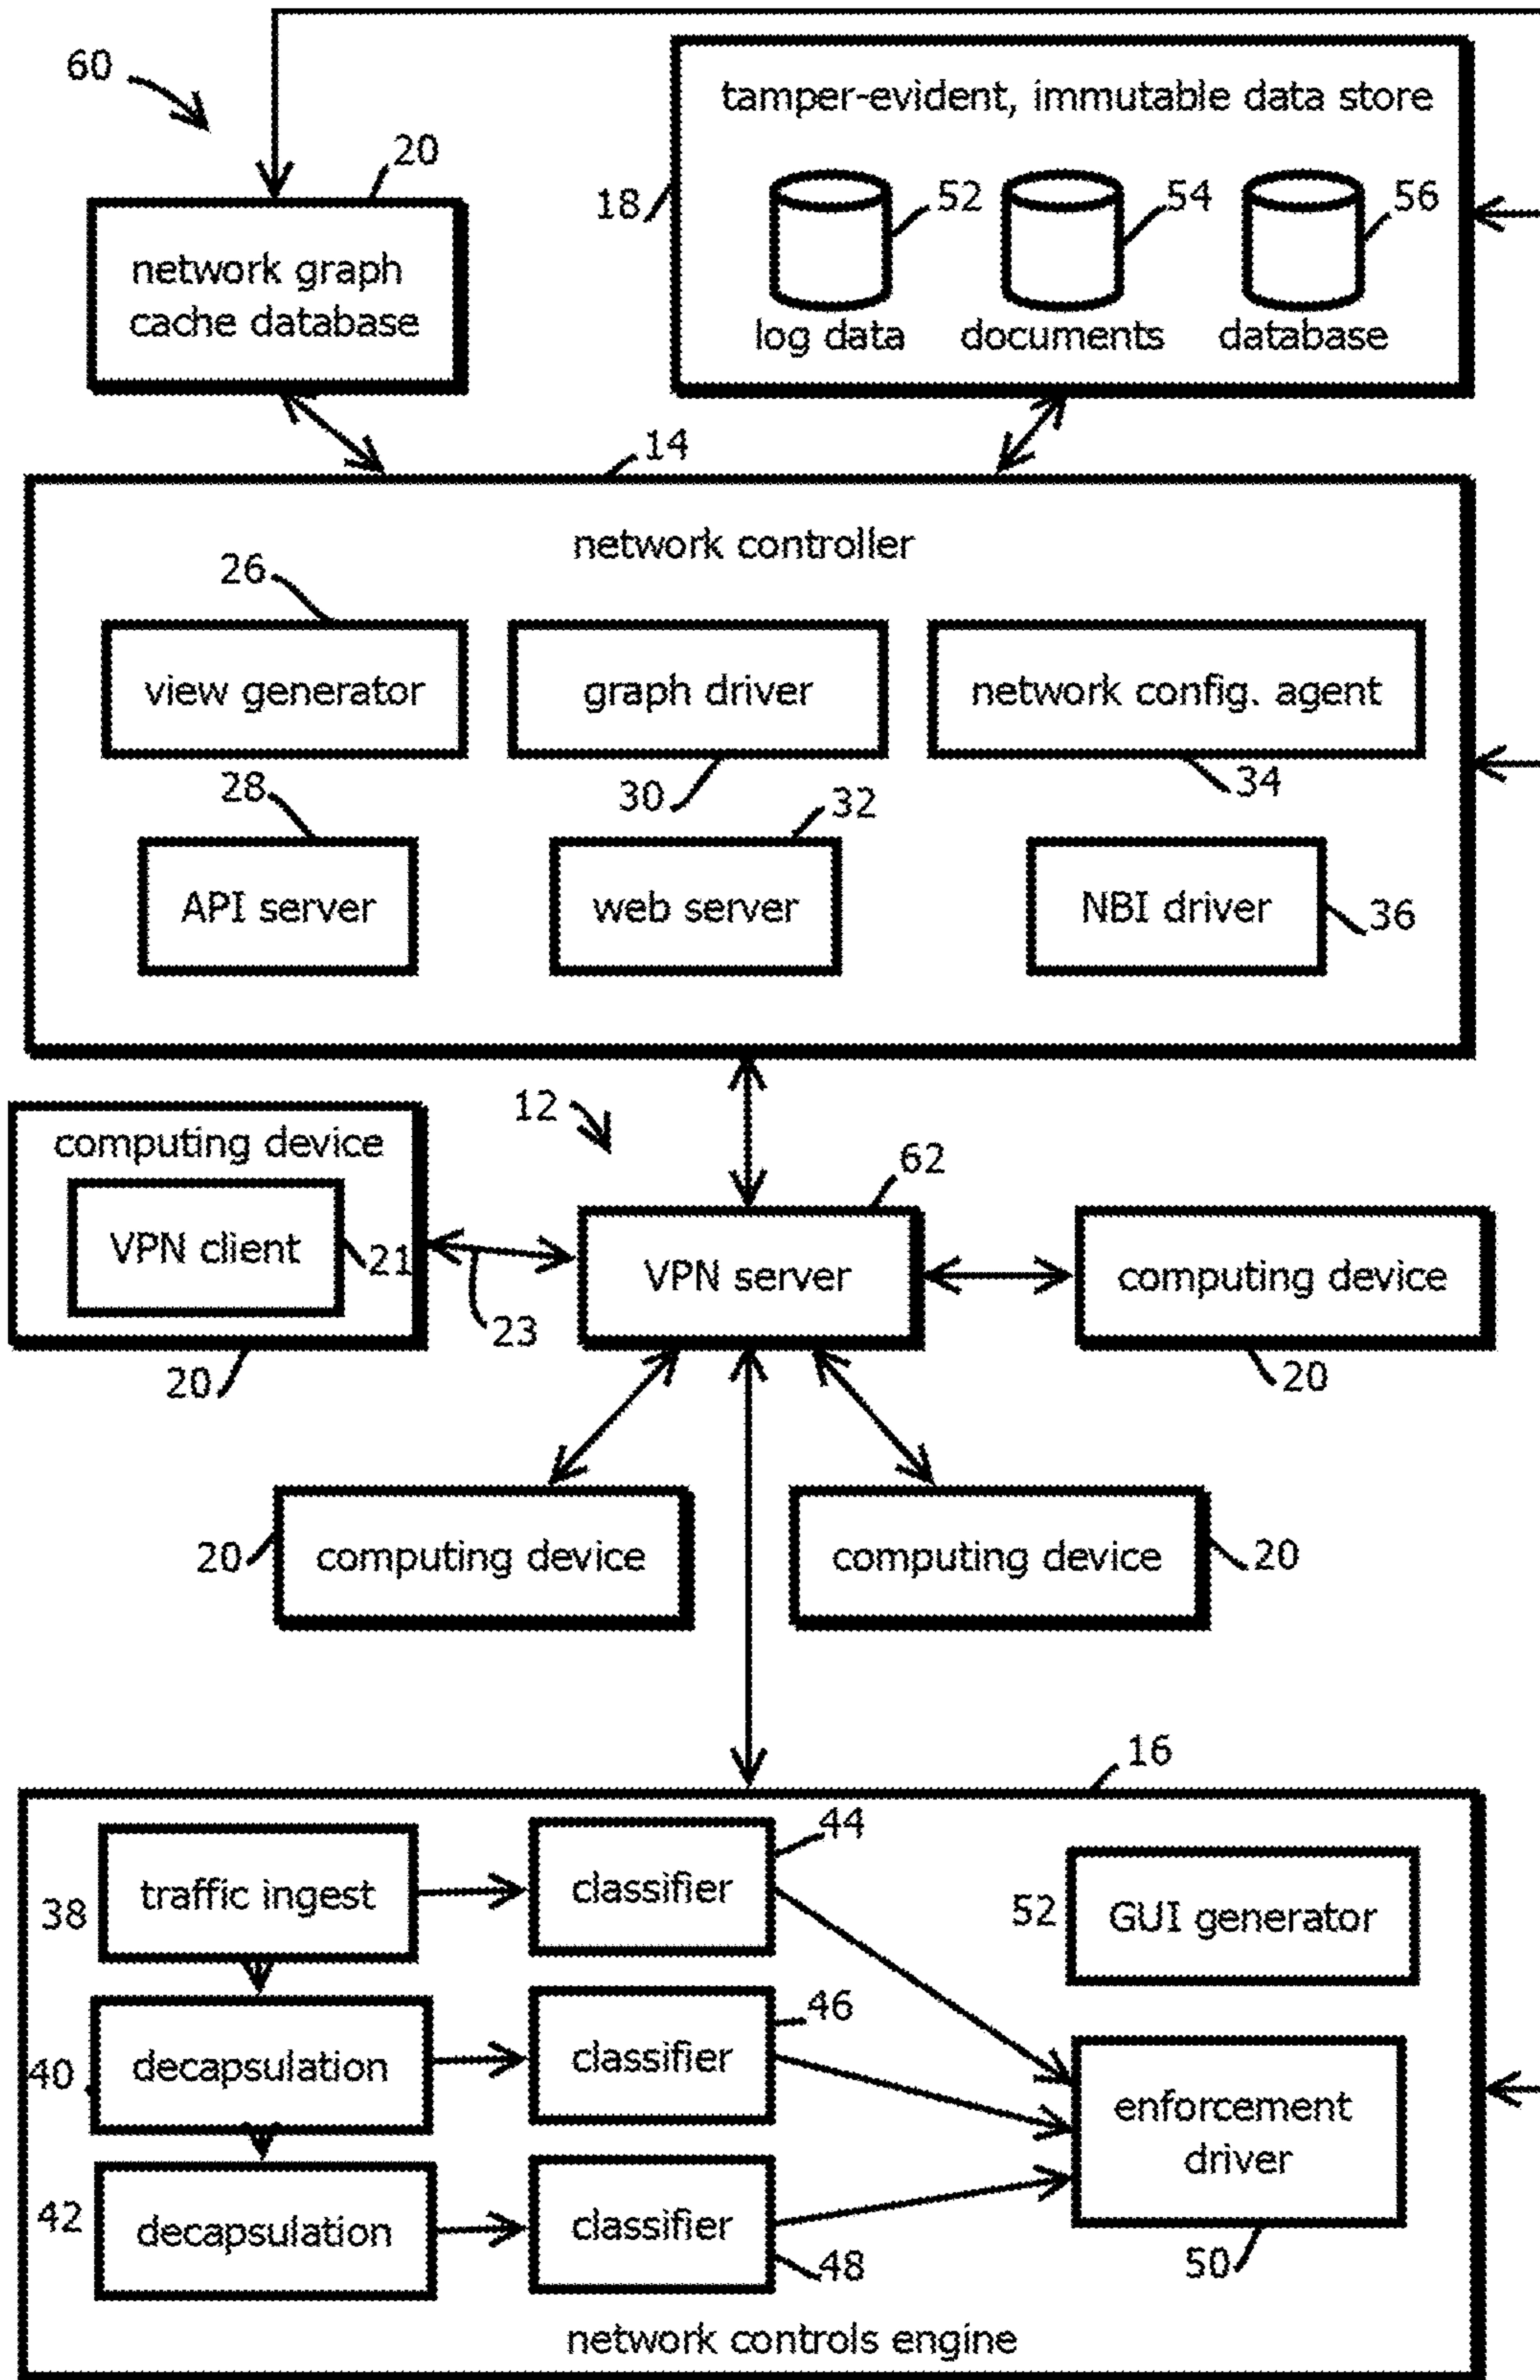 60
20
network graph
cache database
tamper-evident, immutable data store
18
52
54
56
log data
documents
database
14
network controller
26
view generator
graph driver
network config. agent
28
30
32
34
API server
web server
NBI driver
36
12
computing device
VPN client
21
23
20
62
VPN server
computing device
20
20
computing device
computing device
20
16
38
traffic ingest
classifier
44
52
GUI generator
40
decapsulation
classifier
46
enforcement
driver
50
42
decapsulation
classifier
48
network controls engine